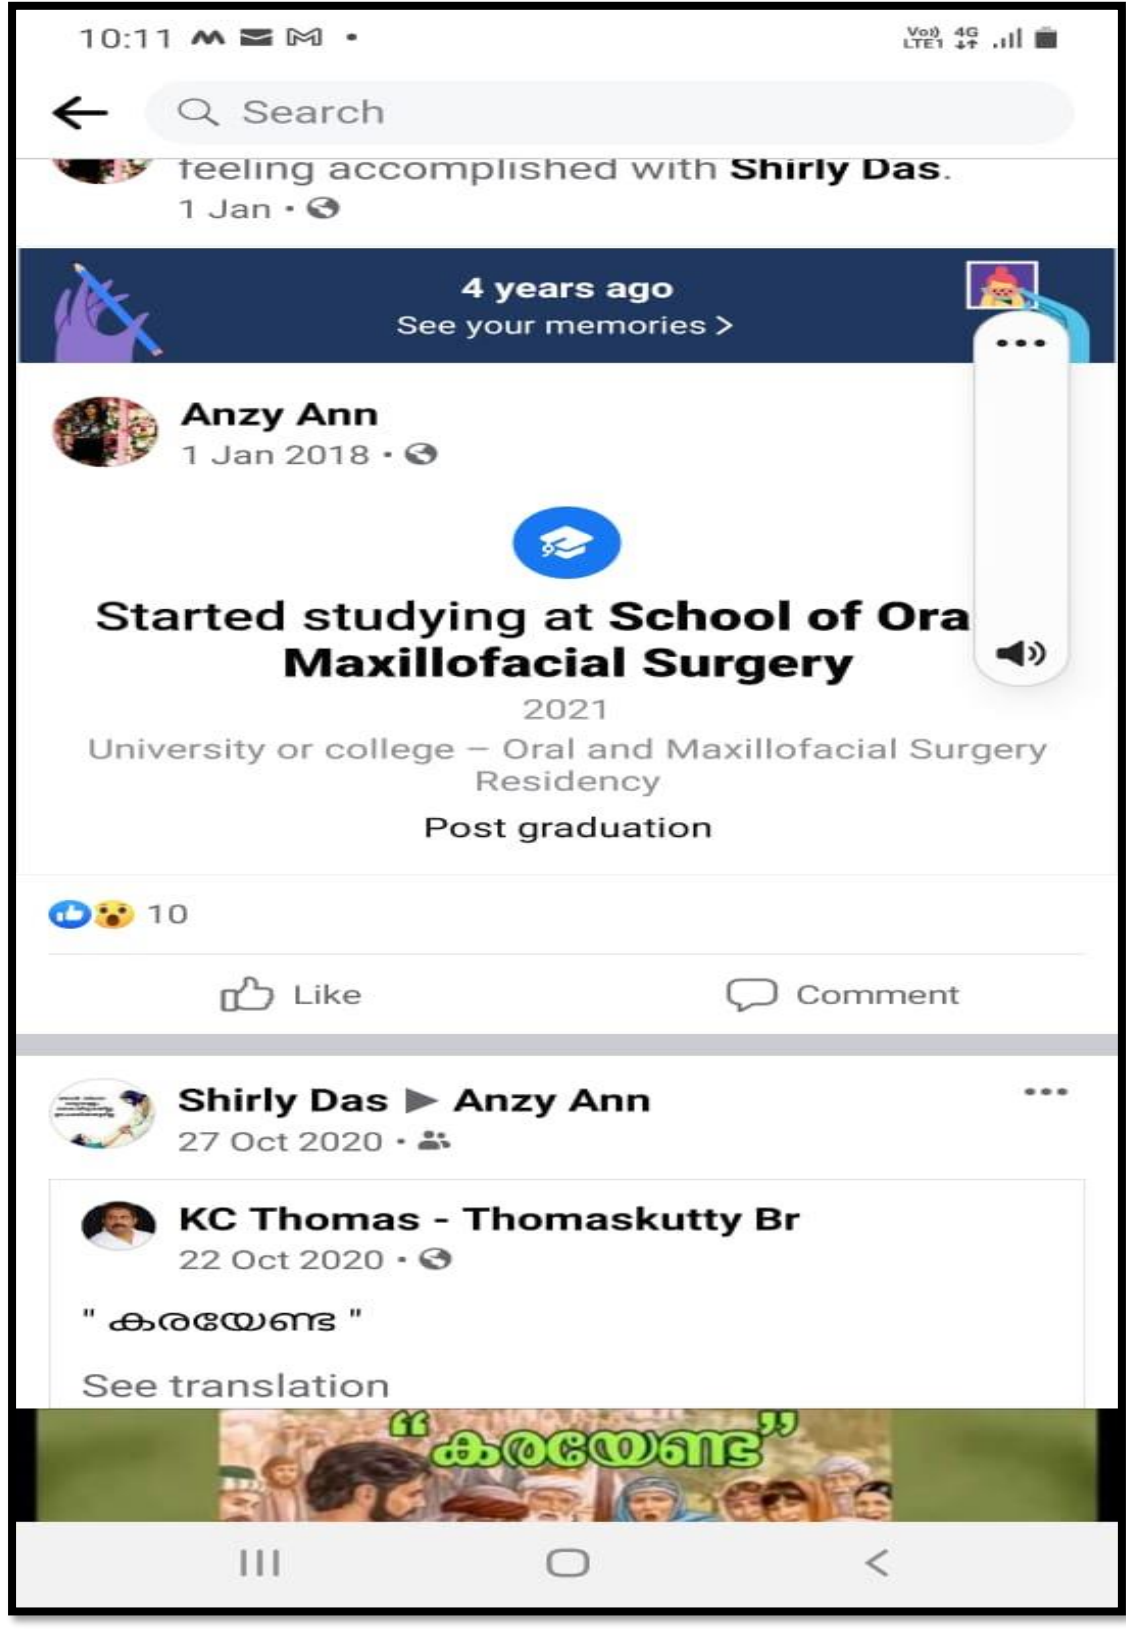 10:11
Vo)) 4G
LTE1
Search
feeling accomplished with Shirly Das.
1 Jan •
4 years ago
See your memories >
Anzy Ann
1 Jan 2018 •
Started studying at School of Ora
Maxillofacial Surgery
2021
University or college – Oral and Maxillofacial Surgery
Residency
Post graduation
10
Like
Comment
Shirly Das ▶ Anzy Ann
27 Oct 2020 •
KC Thomas - Thomaskutty Br
22 Oct 2020 •
" കരയേണ്ട "
See translation
“കരയേണ്ട”